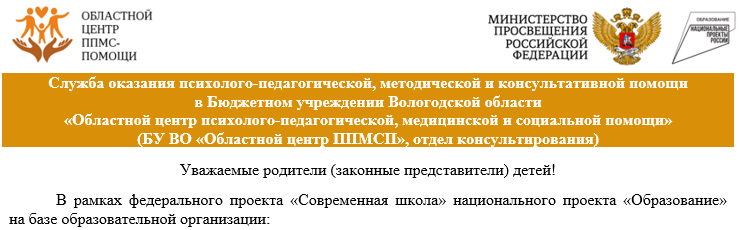 ОБЛАСТНОЙ
ЦЕНТР
ППМС-
ПОМОЩИ
МИНИСТЕРСТВО
ПРОСВЕЩЕНИЯ
РОССИЙСКОЙ
ФЕДЕРАЦИИ
ОБРАЗОВАНИЕ
НАЦИОНАЛЬНЫЕ
ПРОЕКТЫ
РОССИИ
Служба оказания психолого-педагогической, методической и консультативной помощи
в Бюджетном учреждении Вологодской области
«Областной центр психолого-педагогической, медицинской и социальной помощи»
(БУ ВО «Областной центр ППМСП», отдел консультирования)
Уважаемые родители (законные представители) детей!
В рамках федерального проекта «Современная школа» национального проекта «Образование»
на базе образовательной организации: